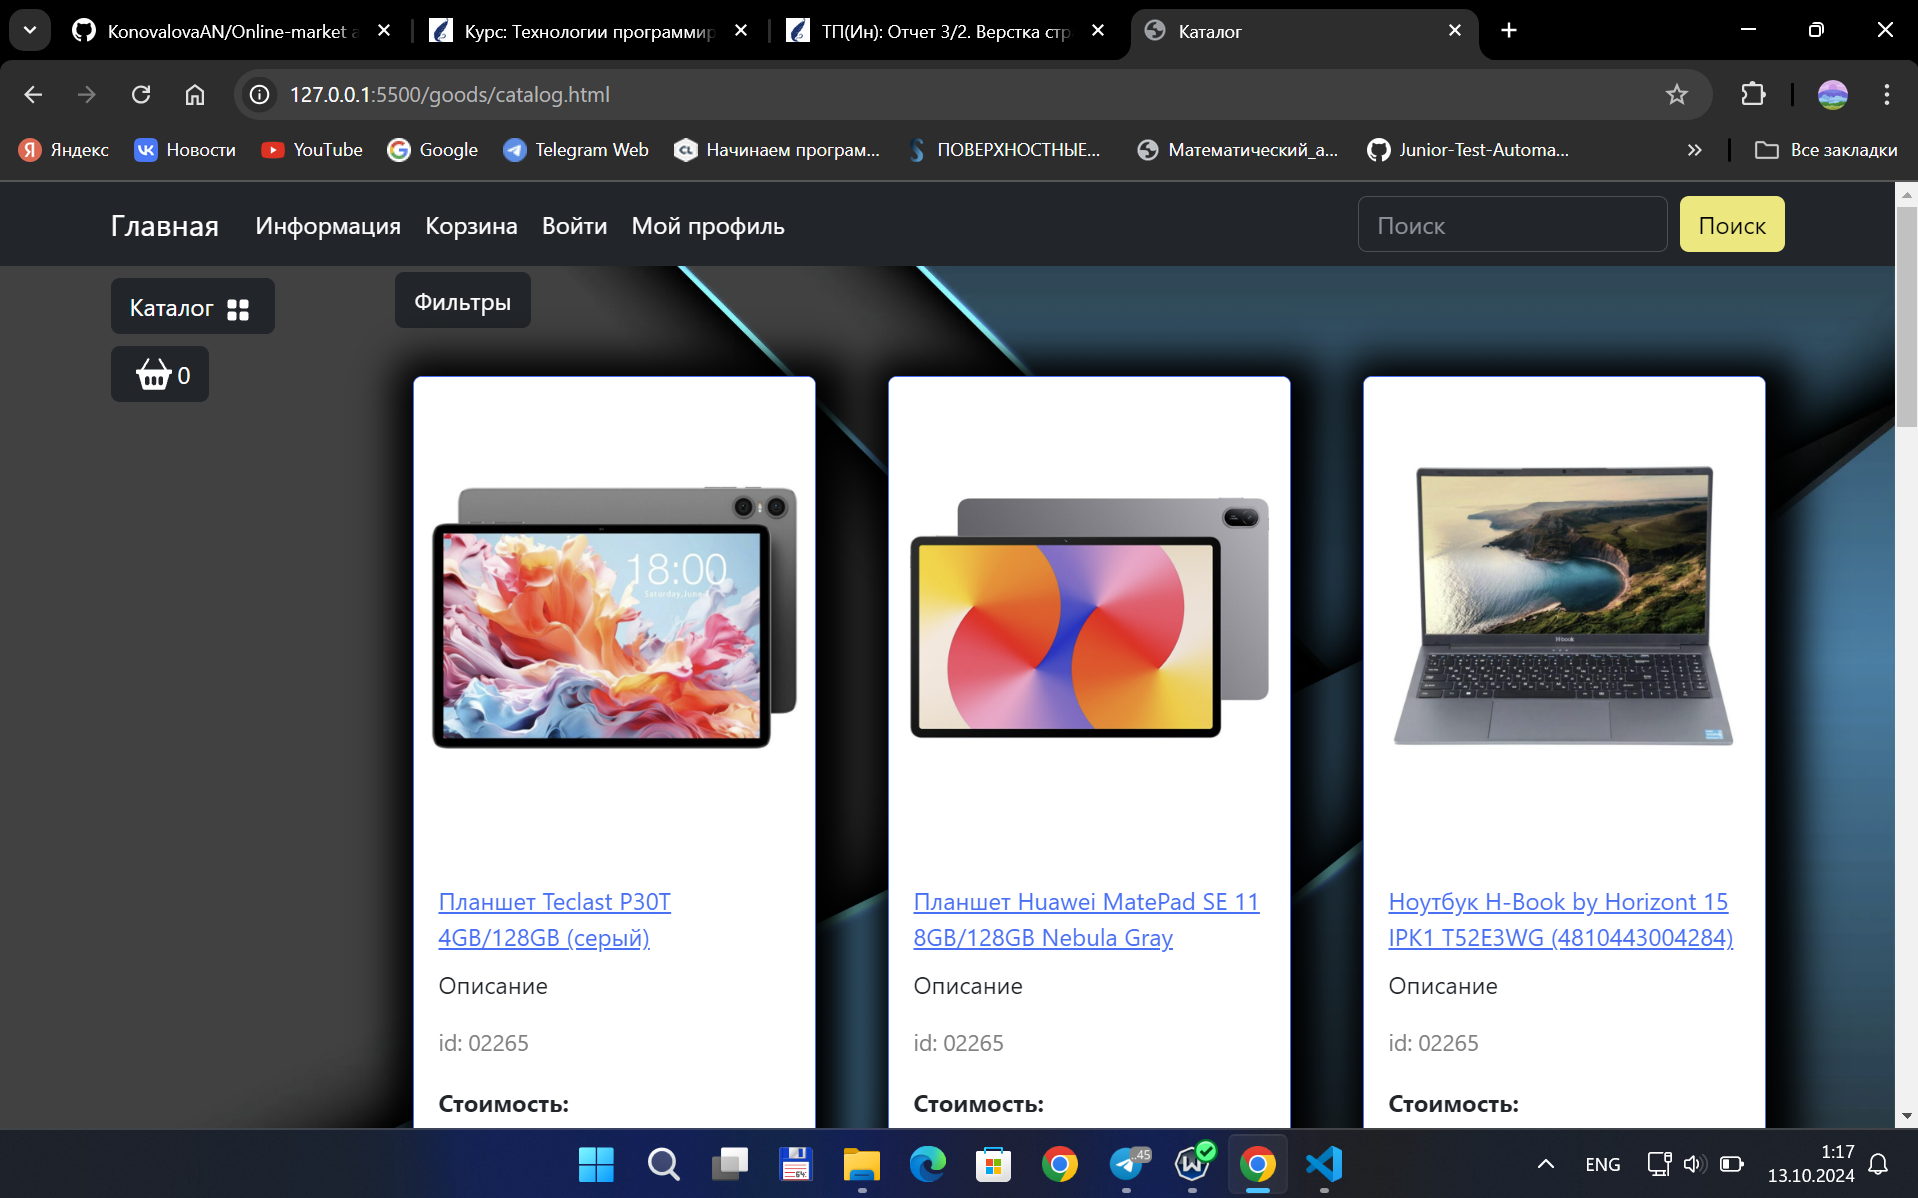 KonovalovaAN/Online-market a
Курс: Технологии программир
ТП(Ин): Отчет 3/2. Верстка стр
Каталог
127.0.0.1:5500/goods/catalog.html
Яндекс
Новости
YouTube
Google
Telegram Web
Начинаем програм...
ПОВЕРХНОСТНЫЕ...
Математический_а...
Junior-Test-Automa...
Все закладки
Главная
Информация
Корзина
Войти
Мой профиль
Поиск
Поиск
Каталог
Фильтры
0
18:00
Saturday, June
H-book
Планшет Teclast P30T
4GB/128GB (серый)
Описание
id: 02265
Стоимость:
Планшет Huawei MatePad SE 11
8GB/128GB Nebula Gray
Описание
id: 02265
Стоимость:
Ноутбук H-Book by Horizont 15
IPK1 T52E3WG (4810443004284)
Описание
id: 02265
Стоимость:
64
..45
ENG
1:17
13.10.2024